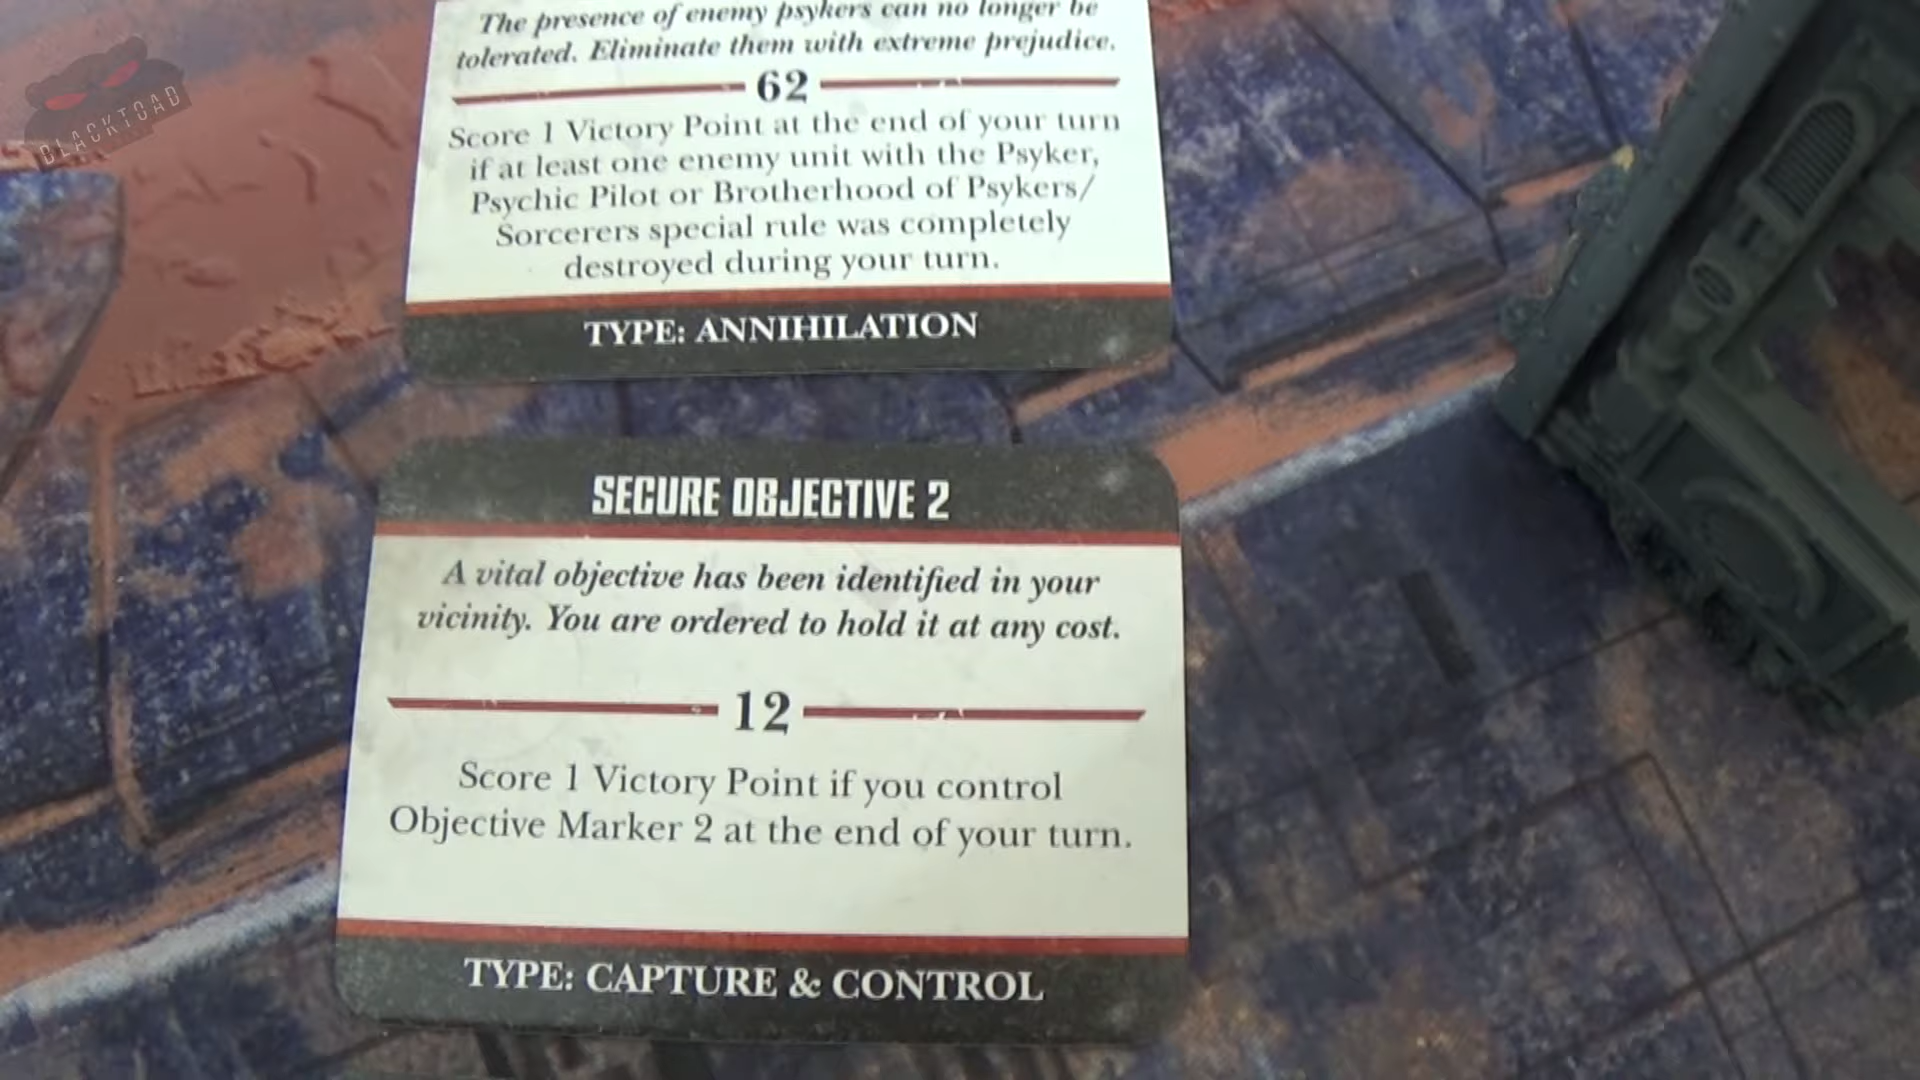 BLACKTOAD
The presence of enemy psykers can no longer be
tolerated. Eliminate them with extreme prejudice.
62
Score 1 Victory Point at the end of your turn
if at least one enemy unit with the Psyker,
Psychic Pilot or Brotherhood of Psykers/
Sorcerers special rule was completely
destroyed during your turn.
TYPE: ANNIHILATION
SECURE OBJECTIVE 2
A vital objective has been identified in your
vicinity. You are ordered to hold it at any cost.
12
Score 1 Victory Point if you control
Objective Marker 2 at the end of your turn.
TYPE: CAPTURE & CONTROL